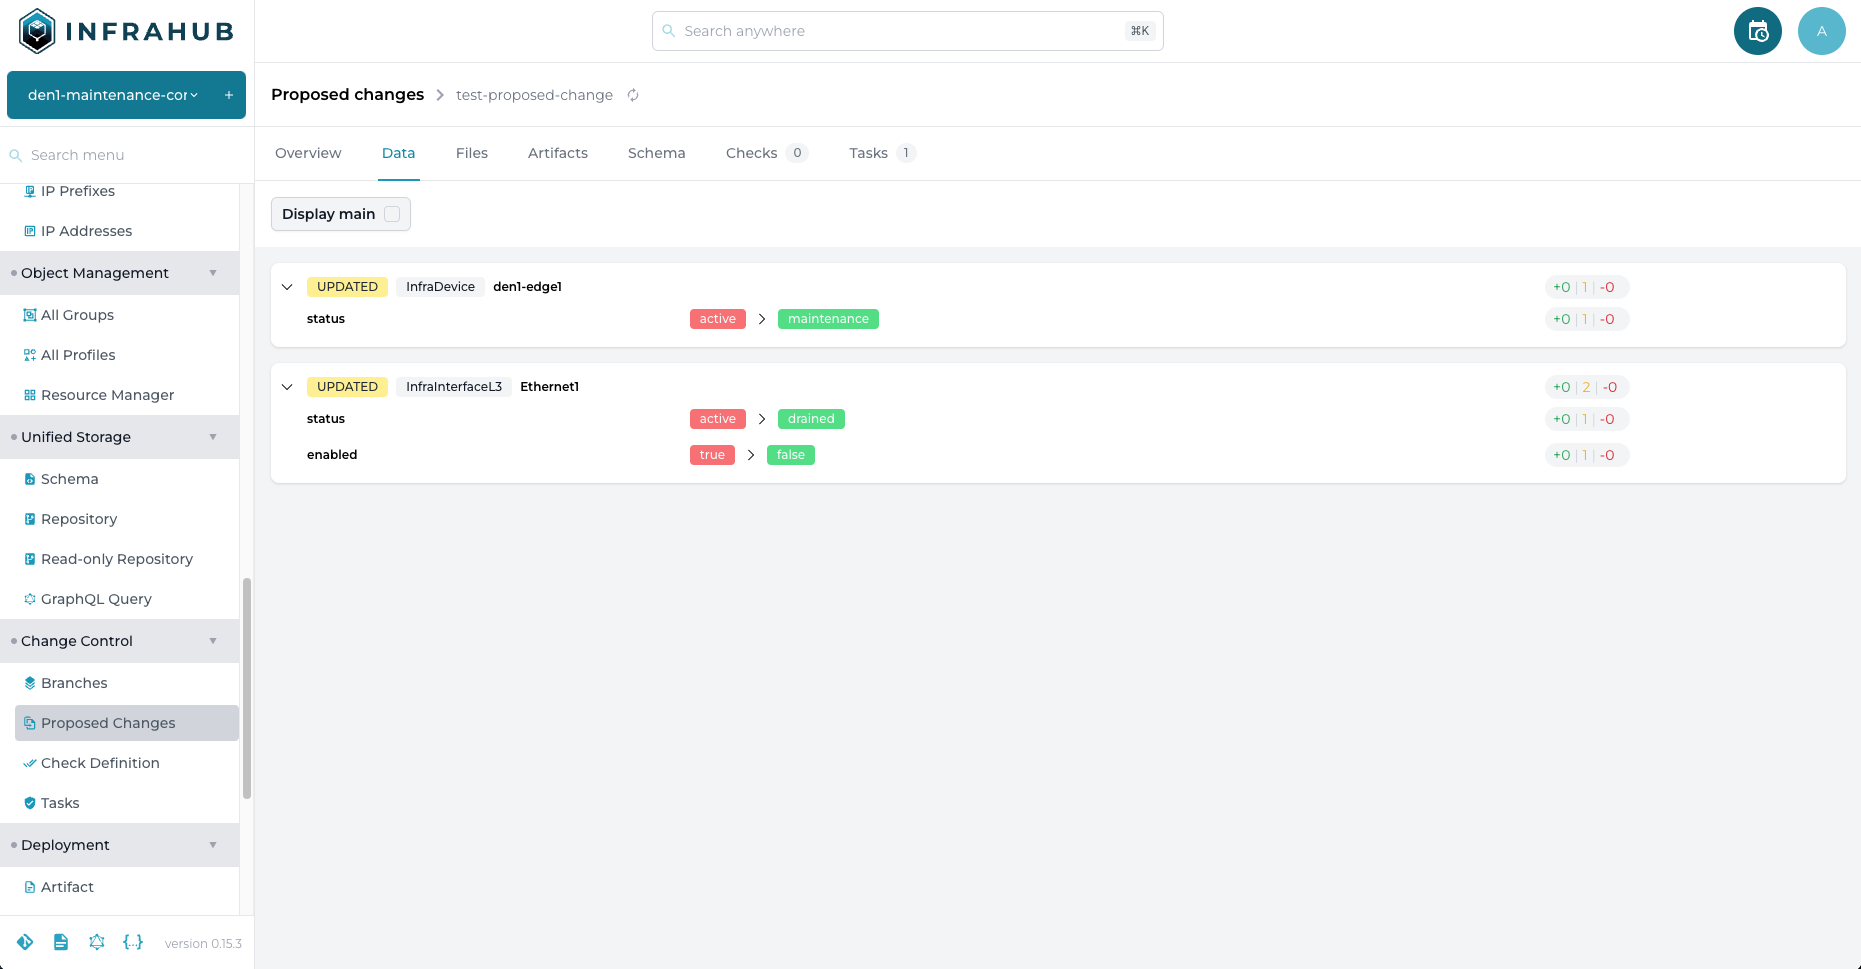 INFRAHUB
Search anywhere
⌘K
A
den1-maintenance-cor
+
Search menu
IP Prefixes
IP Addresses
Object Management
All Groups
All Profiles
Resource Manager
Unified Storage
Schema
Repository
Read-only Repository
GraphQL Query
Change Control
Branches
Proposed Changes
Check Definition
Tasks
Deployment
Artifact
version 0.15.3
Proposed changes > test-proposed-change
Overview Data Files Artifacts Schema Checks 0 Tasks 1
Display main
UPDATED InfraDevice den1-edge1 +0 | 1 | -0
status active > maintenance +0 | 1 | -0
UPDATED InfraInterfaceL3 Ethernet1 +0 | 2 | -0
status active > drained +0 | 1 | -0
enabled true > false +0 | 1 | -0